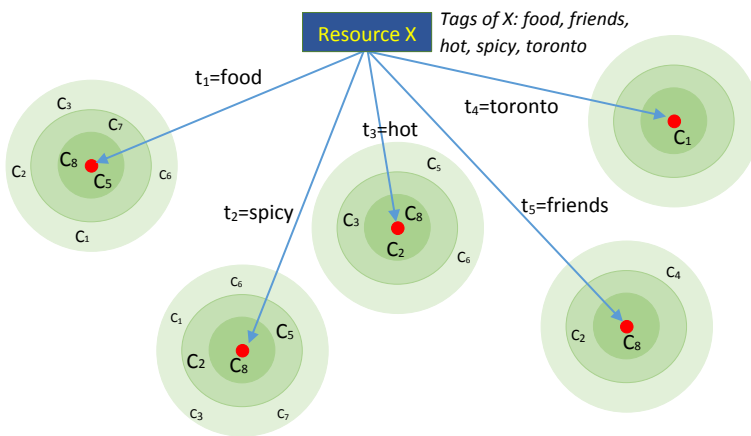 Resource X
Tags of X: food, friends,
hot, spicy, toronto
t₁=food
t₂=spicy
t₃=hot
t₄=toronto
t₅=friends
C₃
C₇
C₈
C₂
C₅
C₆
C₁
C₆
C₁
C₅
C₂
C₈
C₃
C₇
C₅
C₃
C₈
C₂
C₆
C₁
C₄
C₂
C₈